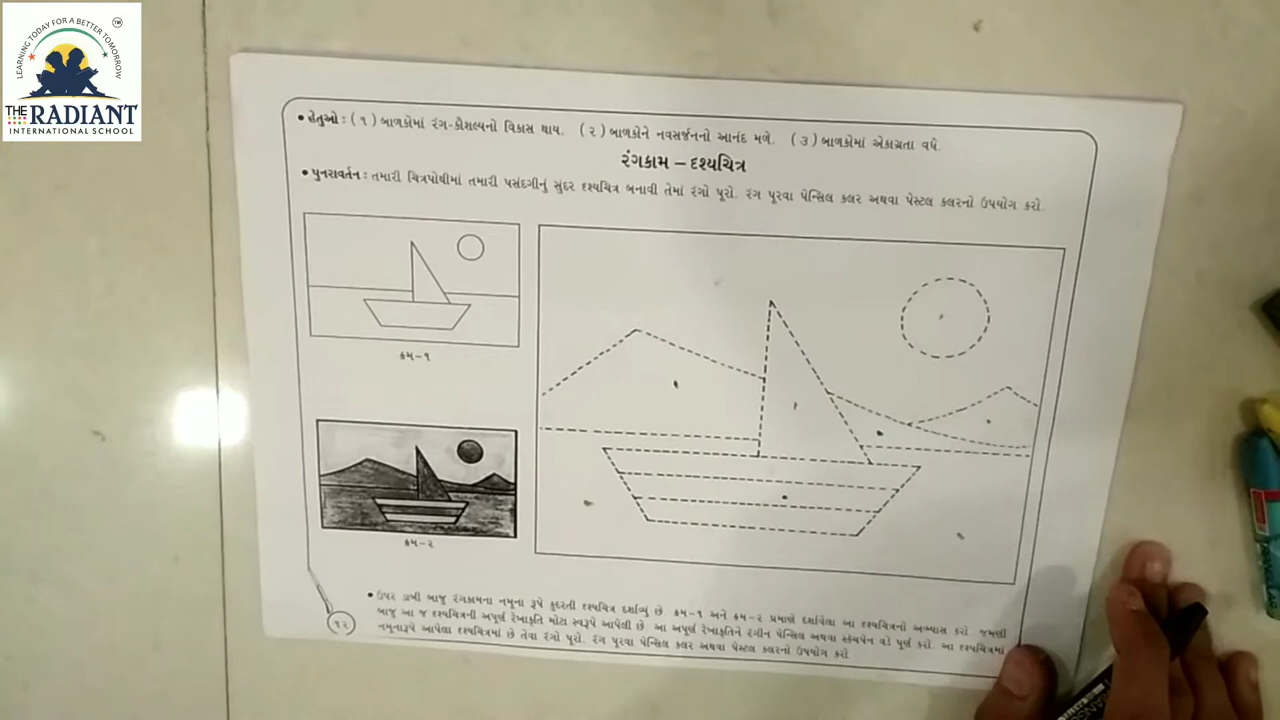 LEARNING TODAY FOR A BETTER TOMORROW
TM
THE RADIANT
INTERNATIONAL SCHOOL
• હેતુઓ : (૧) બાળકોમાં રંગ-કૌશલ્યનો વિકાસ થાય. (૨) બાળકોને નવસર્જનનો આનંદ મળે. (૩) બાળકોમાં એકાગ્રતા વધે.
રંગકામ – દશ્યચિત્ર
• પુનરાવર્તન : તમારી ચિત્રપોથીમાં તમારી પસંદગીનું સુંદર દશ્યચિત્ર બનાવી તેમાં રંગો પૂરો. રંગ પૂરવા પેન્સિલ કલર અથવા પેસ્ટલ કલરનો ઉપયોગ કરો.
ક્રમ-૧
ક્રમ-૨
• ઉપર ડાબી બાજુ રંગકામના નમૂના રૂપે કુદરતી દશ્યચિત્ર દર્શાવ્યું છે. ક્રમ-૧ અને ક્રમ-૨ પ્રમાણે દર્શાવેલા આ દશ્યચિત્રનો અભ્યાસ કરો. જમણી
બાજુ આ જ દશ્યચિત્રની અપૂર્ણ રેખાકૃતિ મોટા સ્વરૂપે આપેલી છે. આ અપૂર્ણ રેખાકૃતિને રંગીન પેન્સિલ અથવા સ્કેચપેન વડે પૂર્ણ કરો. આ દશ્યચિત્રમાં
નમૂનારૂપે આપેલા દશ્યચિત્રમાં છે તેવા રંગો પૂરો. રંગ પૂરવા પેન્સિલ કલર અથવા પેસ્ટલ કલરનો ઉપયોગ કરો.
૧૨